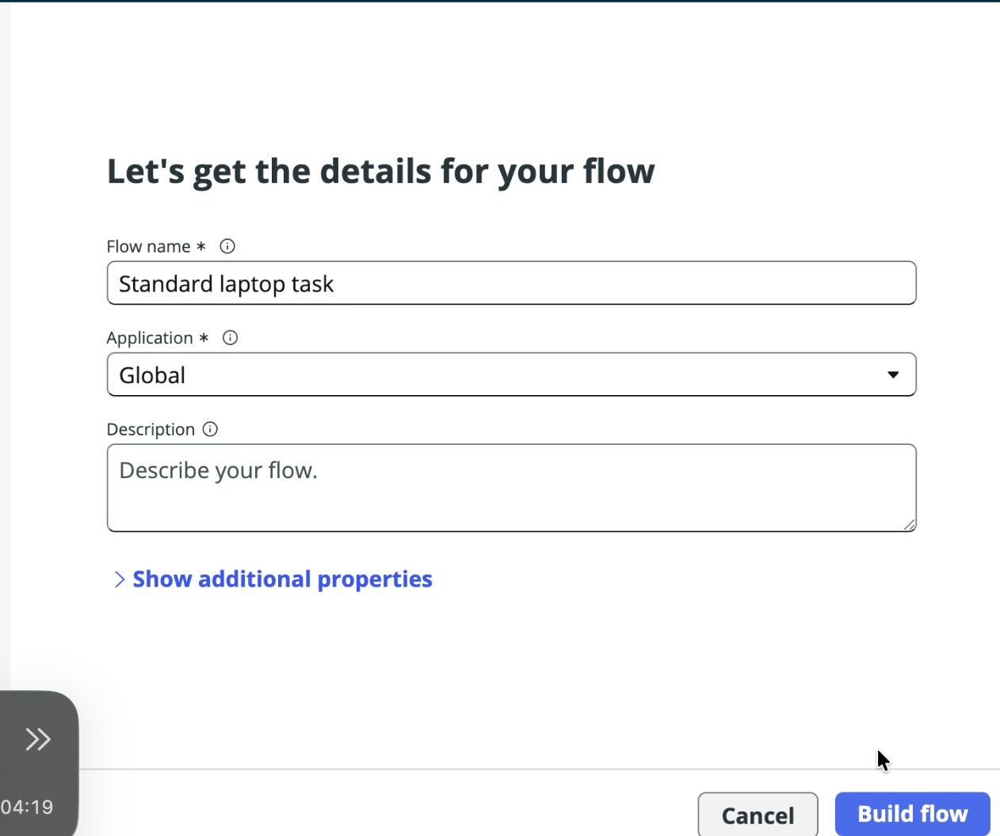 Let's get the details for your flow
Flow name *
Standard laptop task
Application *
Global
Description
Describe your flow.
Show additional properties
04:19
Cancel
Build flow